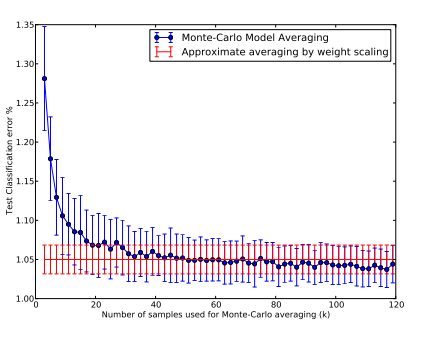 1.35
Monte-Carlo Model Averaging
Approximate averaging by weight scaling
1.30
1.25
1.20
1.15
1.10
1.05
1.00
Test Classification error %
0 20 40 60 80 100 120
Number of samples used for Monte-Carlo averaging (k)